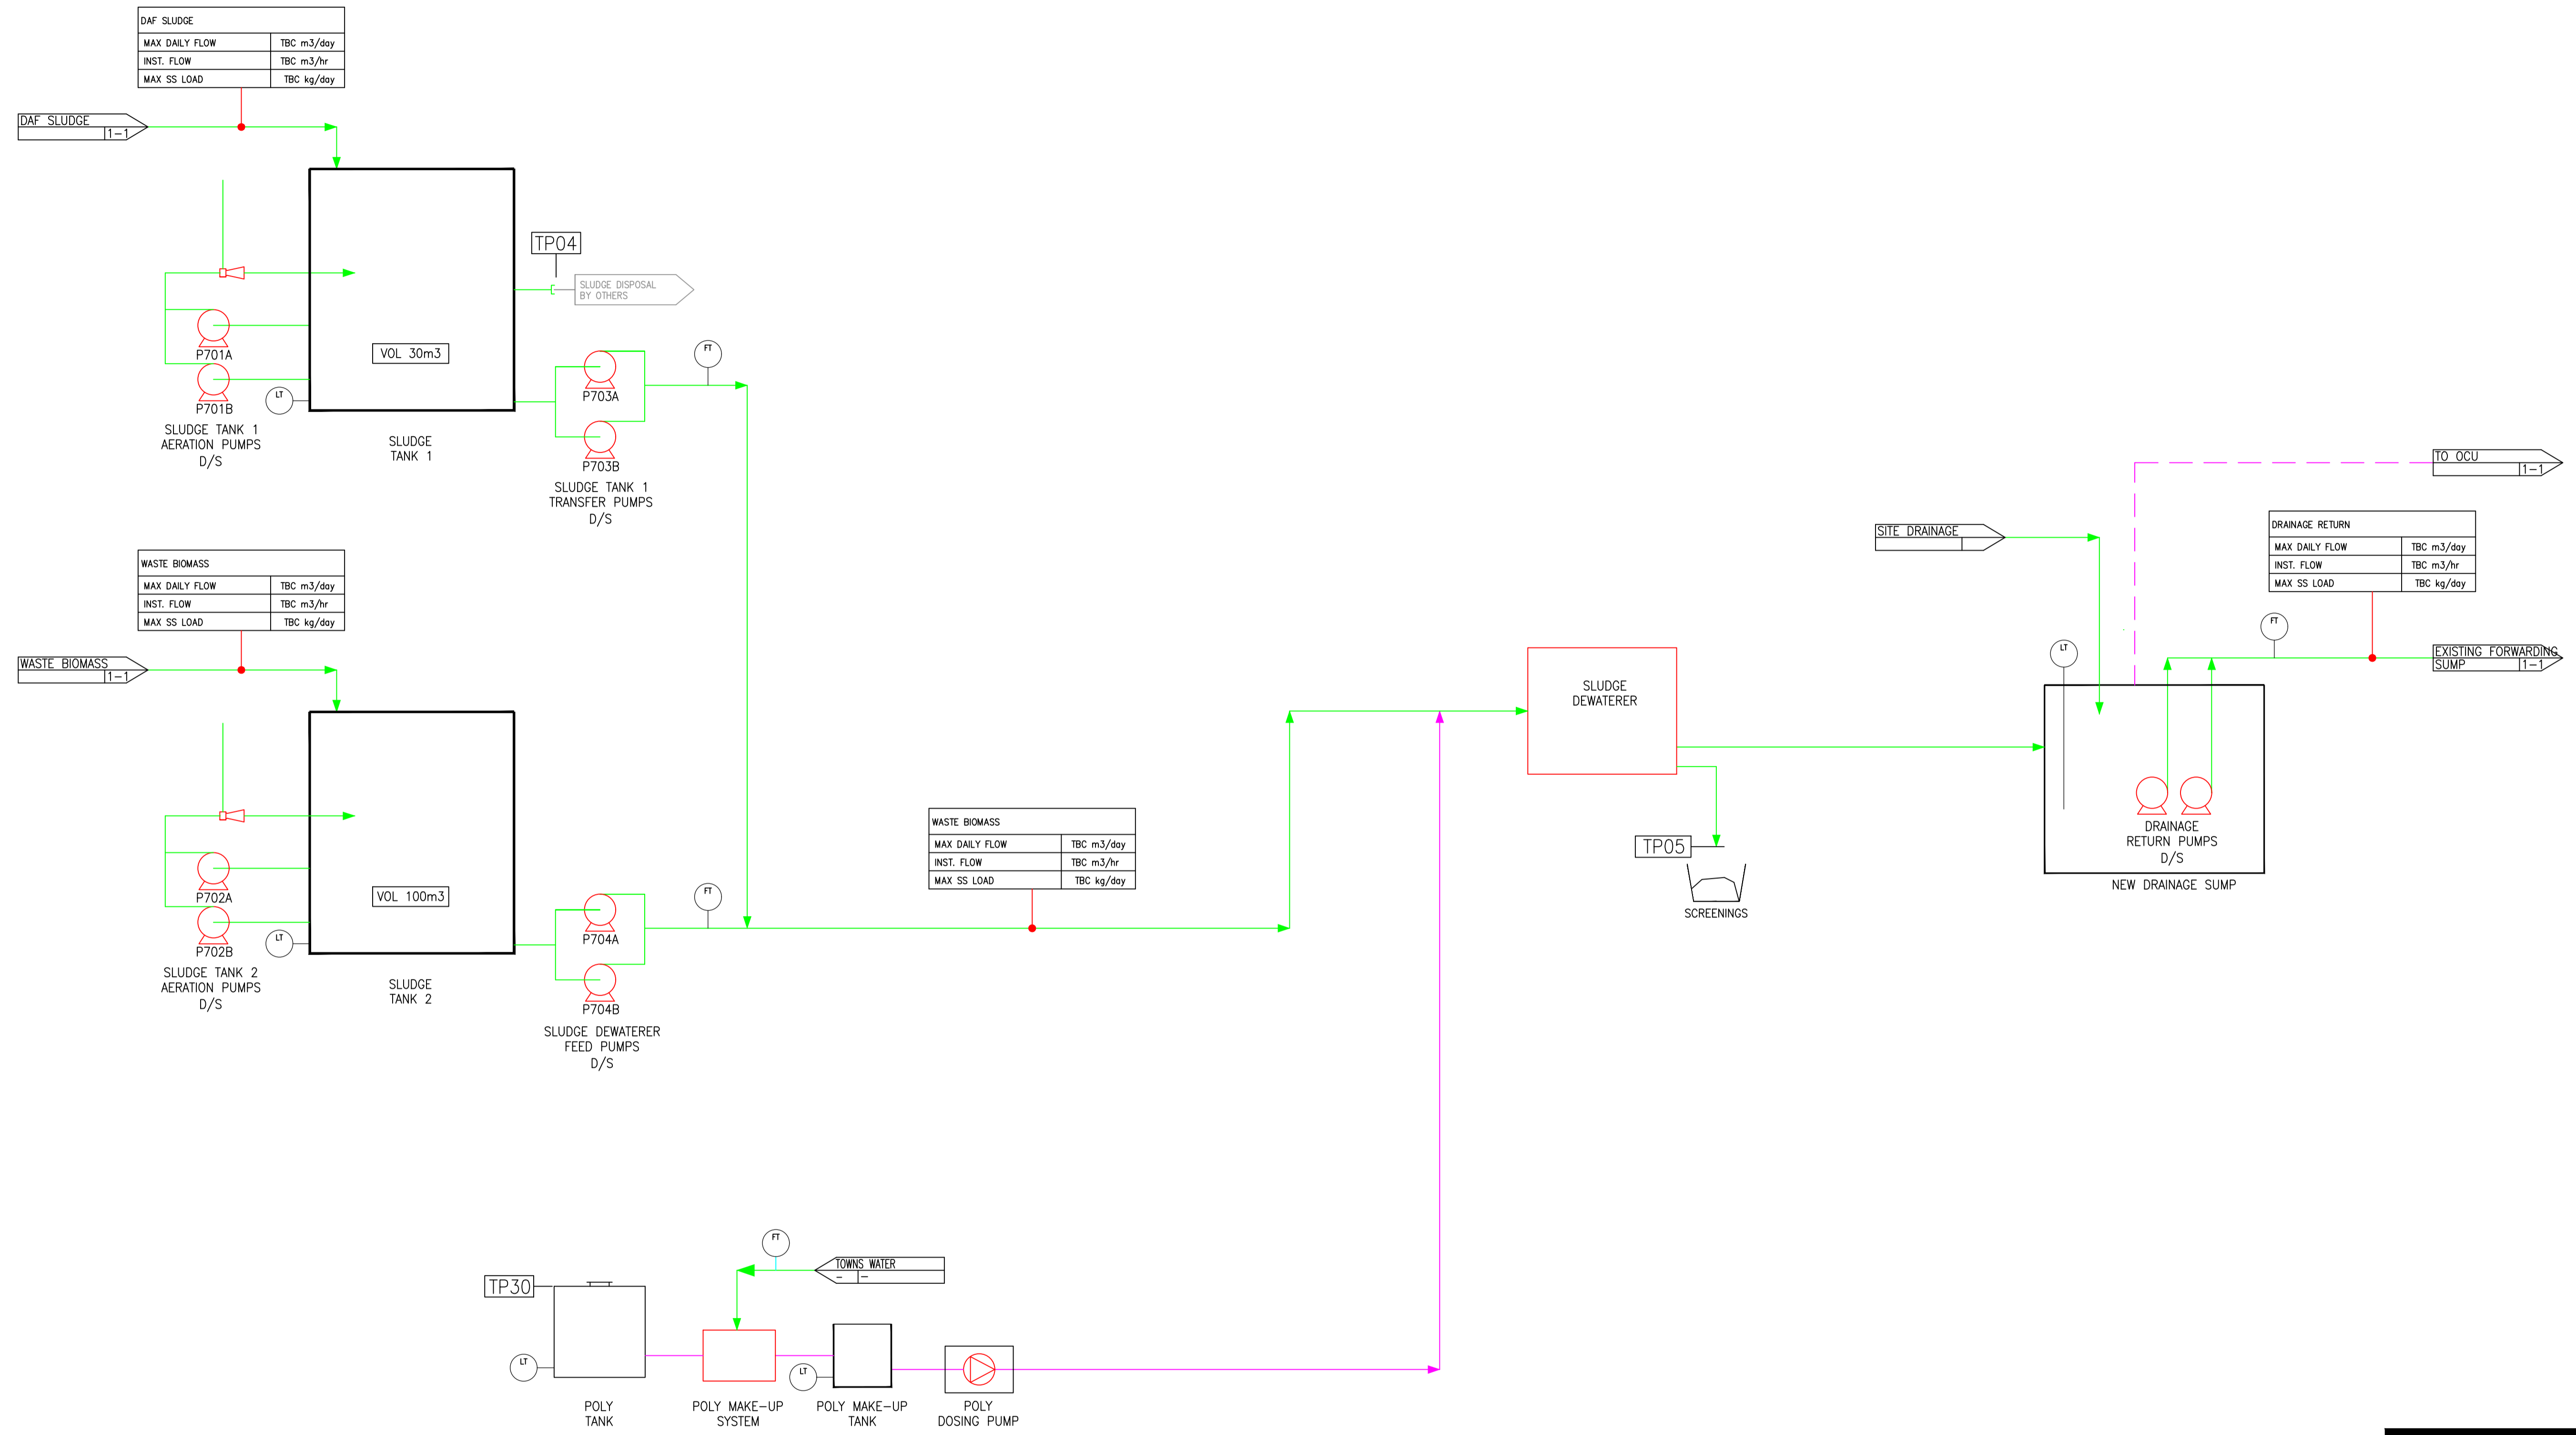 DAF SLUDGE
MAX DAILY FLOW TBC m3/day
INST. FLOW TBC m3/hr
MAX SS LOAD TBC kg/day
DAF SLUDGE
1-1
TP04
SLUDGE DISPOSAL
BY OTHERS
VOL 30m3
P701A
P701B
LT
SLUDGE TANK 1
AERATION PUMPS
D/S
SLUDGE
TANK 1
FT
P703A
P703B
SLUDGE TANK 1
TRANSFER PUMPS
D/S
WASTE BIOMASS
MAX DAILY FLOW TBC m3/day
INST. FLOW TBC m3/hr
MAX SS LOAD TBC kg/day
WASTE BIOMASS
1-1
VOL 100m3
P702A
P702B
LT
SLUDGE TANK 2
AERATION PUMPS
D/S
SLUDGE
TANK 2
FT
P704A
P704B
SLUDGE DEWATERER
FEED PUMPS
D/S
WASTE BIOMASS
MAX DAILY FLOW TBC m3/day
INST. FLOW TBC m3/hr
MAX SS LOAD TBC kg/day
SLUDGE
DEWATERER
TP05
SCREENINGS
TO OCU
1-1
SITE DRAINAGE
DRAINAGE RETURN
MAX DAILY FLOW TBC m3/day
INST. FLOW TBC m3/hr
MAX SS LOAD TBC kg/day
FT
LT
EXISTING FORWARDING
SUMP 1-1
DRAINAGE
RETURN PUMPS
D/S
NEW DRAINAGE SUMP
FT
TOWNS WATER
- -
TP30
LT
LT
POLY
TANK
POLY MAKE-UP
SYSTEM
POLY MAKE-UP
TANK
POLY
DOSING PUMP